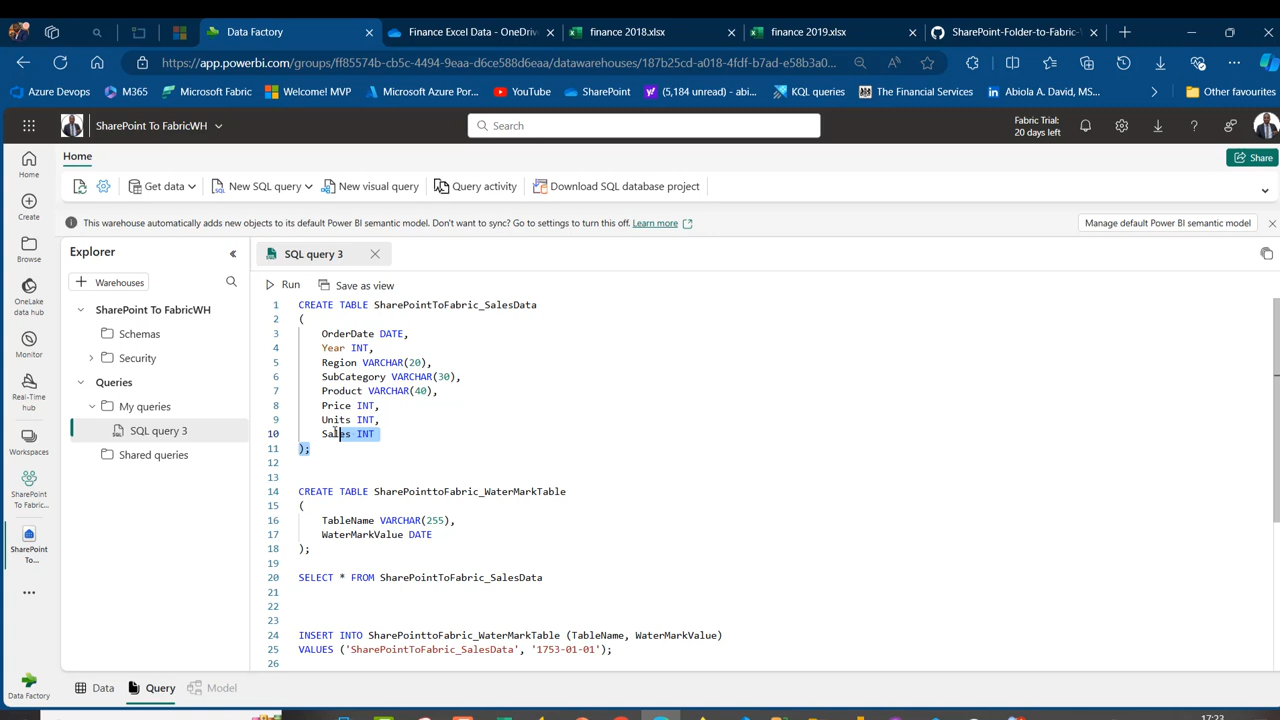 Data Factory
Finance Excel Data - OneDriv
finance 2018.xlsx
finance 2019.xlsx
SharePoint-Folder-to-Fabric-
https://app.powerbi.com/groups/ff85574b-cb5c-4494-9eaa-d6ce588d6eaa/datawarehouses/187b25cd-a018-4fdf-b7ad-e58b3a0...
Azure Devops
M365
Microsoft Fabric
Welcome! MVP
Microsoft Azure Por...
YouTube
SharePoint
(5,184 unread) - abi...
KQL queries
The Financial Services
Abiola A. David, MS...
Other favourites
SharePoint To FabricWH
Search
Fabric Trial:
20 days left
Home
Share
Get data
New SQL query
New visual query
Query activity
Download SQL database project
This warehouse automatically adds new objects to its default Power BI semantic model. Don't want to sync? Go to settings to turn this off. Learn more
Manage default Power BI semantic model
Home
Create
Browse
OneLake
data hub
Monitor
Real-Time
hub
Workspaces
SharePoint
To Fabric...
SharePoint
To...
Data Factory
Explorer
Warehouses
SharePoint To FabricWH
Schemas
Security
Queries
My queries
SQL query 3
Shared queries
SQL query 3
Run
Save as view
1 CREATE TABLE SharePointToFabric_SalesData
2 (
3 OrderDate DATE,
4 Year INT,
5 Region VARCHAR(20),
6 SubCategory VARCHAR(30),
7 Product VARCHAR(40),
8 Price INT,
9 Units INT,
10 Sales INT
11 );
12
13
14 CREATE TABLE SharePointtoFabric_WaterMarkTable
15 (
16 TableName VARCHAR(255),
17 WaterMarkValue DATE
18 );
19
20 SELECT * FROM SharePointToFabric_SalesData
21
22
23
24 INSERT INTO SharePointtoFabric_WaterMarkTable (TableName, WaterMarkValue)
25 VALUES ('SharePointToFabric_SalesData', '1753-01-01');
26
Data
Query
Model
17:23